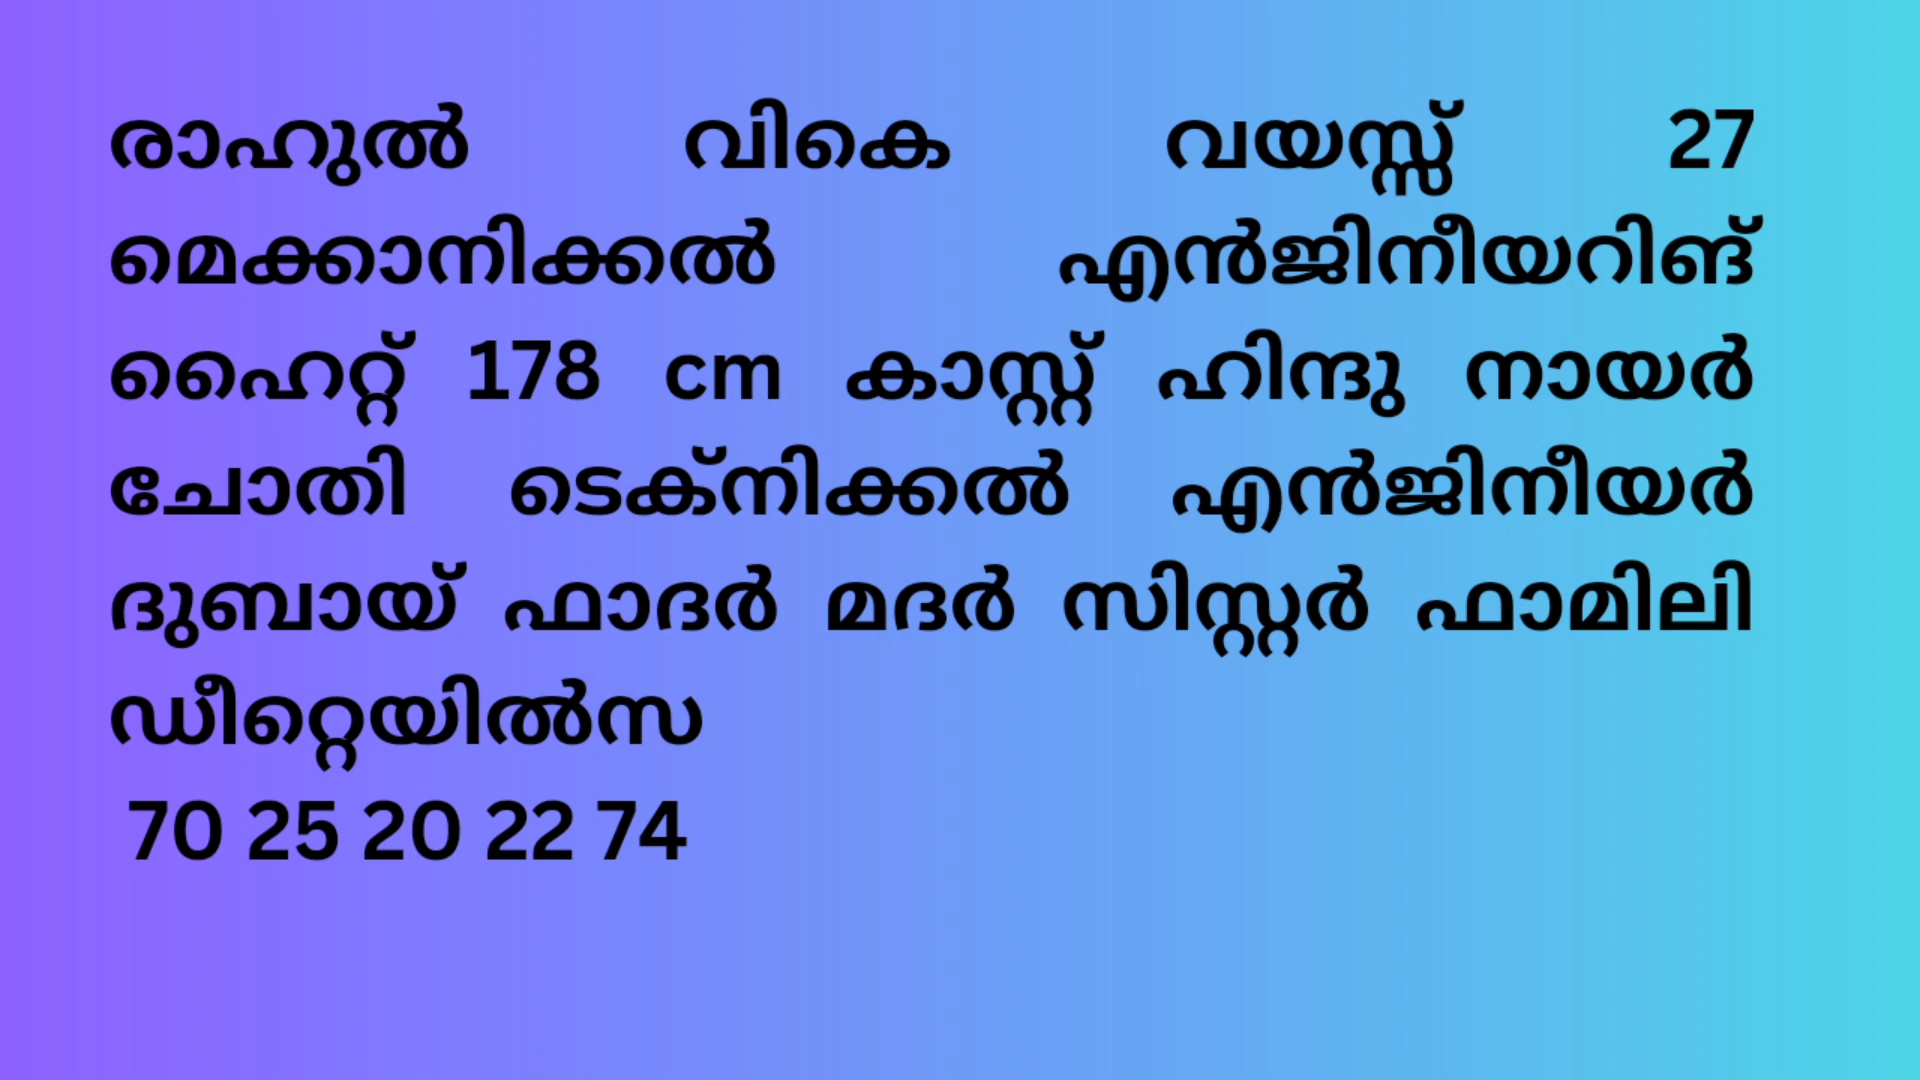 രാഹുൽ വികെ വയസ്സ് 27
മെക്കാനിക്കൽ എൻജിനീയറിങ്
ഹൈറ്റ് 178 cm കാസ്റ്റ് ഹിന്ദു നായർ
ചോതി ടെക്നിക്കൽ എൻജിനീയർ
ദുബായ് ഫാദർ മദർ സിസ്റ്റർ ഫാമിലി
ഡീറ്റെയിൽസ
70 25 20 22 74